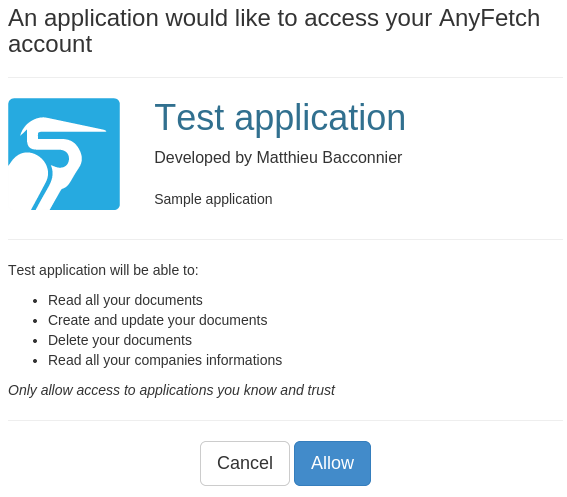 An application would like to access your AnyFetch
account
Test application
Developed by Matthieu Bacconnier
Sample application
Test application will be able to:
• Read all your documents
• Create and update your documents
• Delete your documents
• Read all your companies informations
Only allow access to applications you know and trust
Cancel Allow